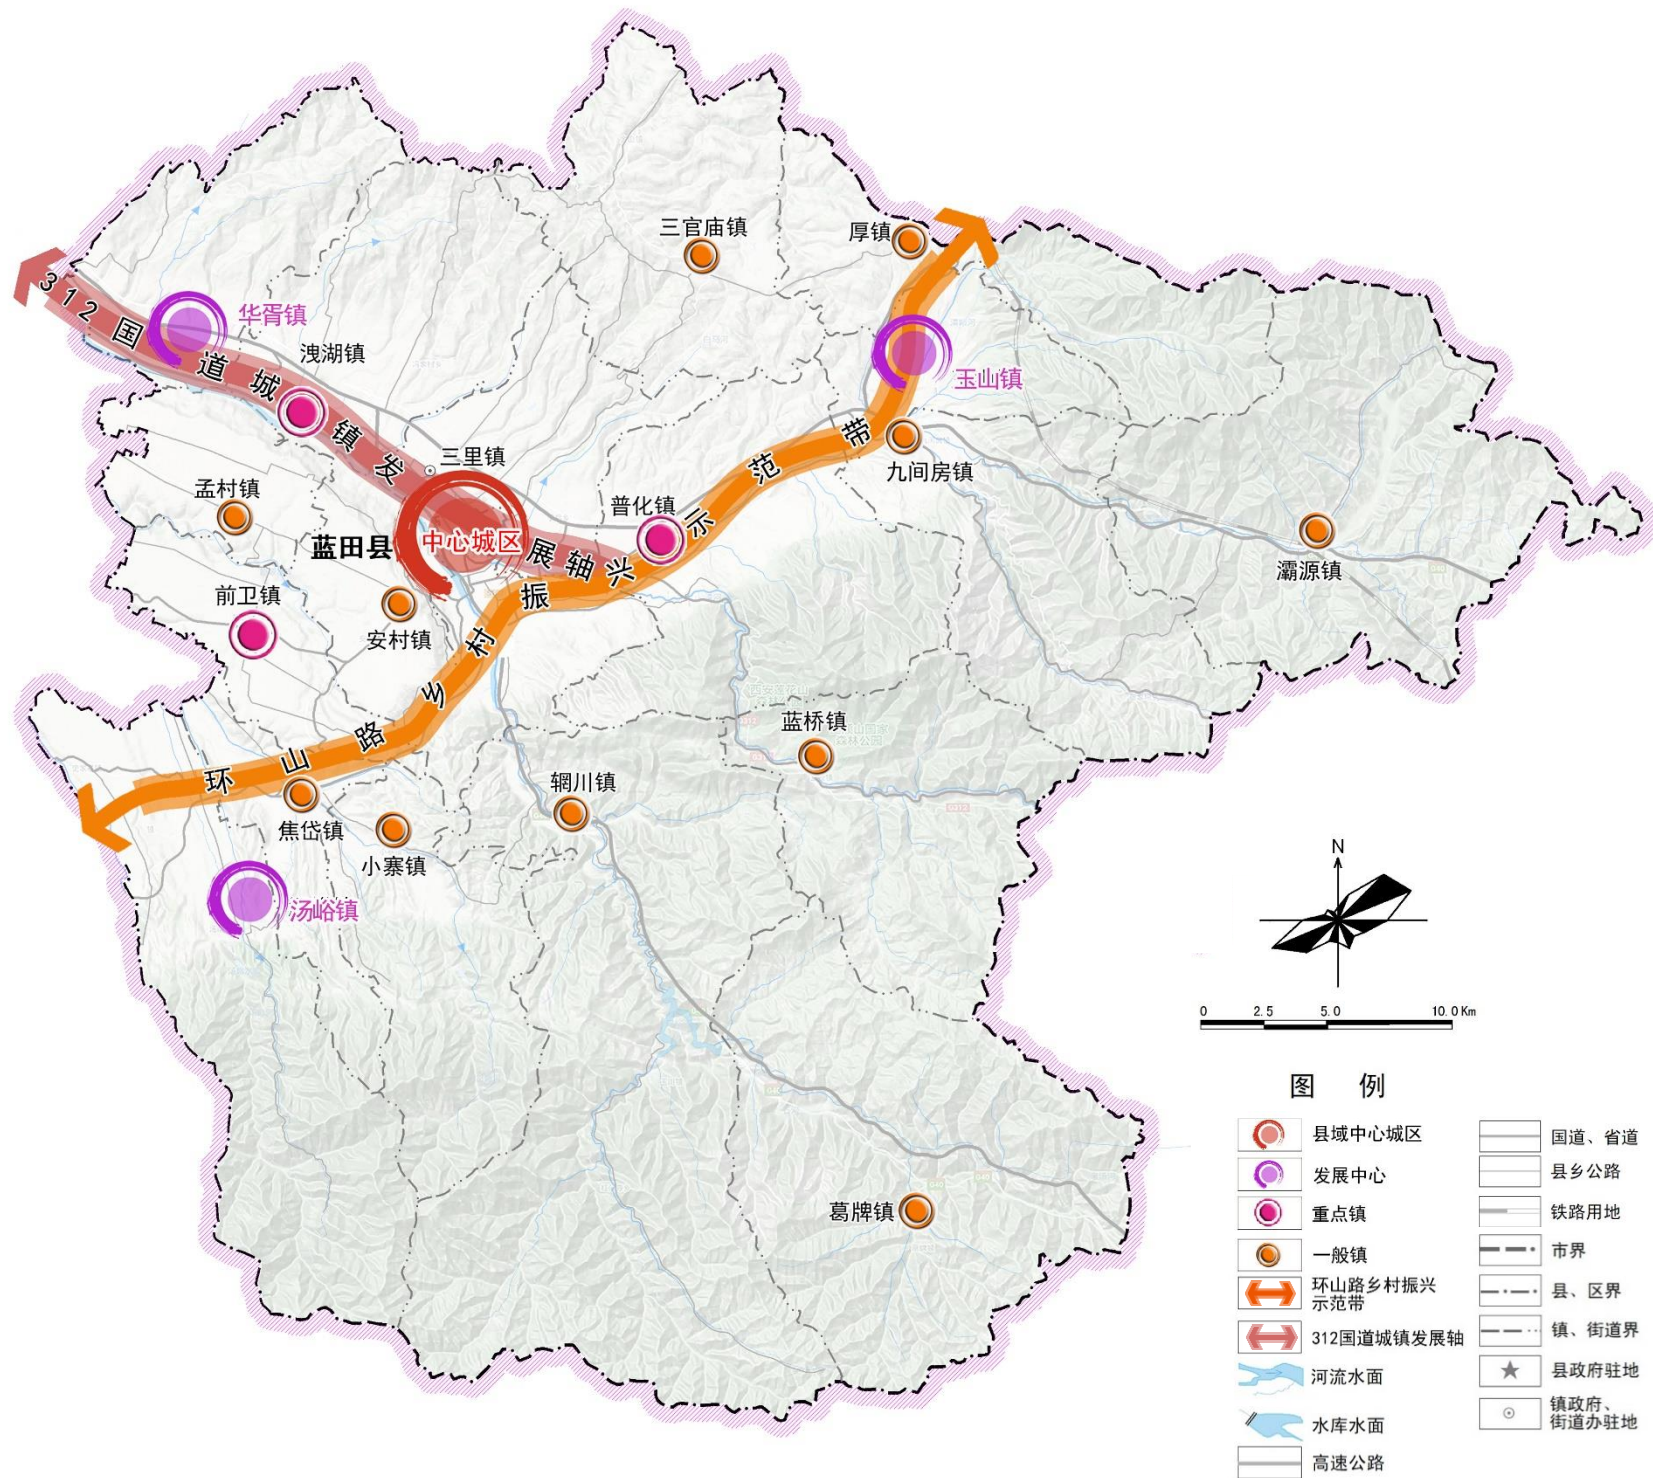 三官庙镇
厚镇
312国道城镇发展轴
华胥镇
洩湖镇
玉山镇
三里镇
九间房镇
孟村镇
普化镇
蓝田县
中心城区
灞源镇
前卫镇
安村镇
环山路乡村振兴示范带
蓝桥镇
辋川镇
焦岱镇
小寨镇
汤峪镇
葛牌镇
N
0 2.5 5.0 10.0Km
图 例
县域中心城区
发展中心
重点镇
一般镇
环山路乡村振兴
示范带
312国道城镇发展轴
河流水面
水库水面
高速公路
国道、省道
县乡公路
铁路用地
市界
县、区界
镇、街道界
县政府驻地
镇政府、
街道办驻地